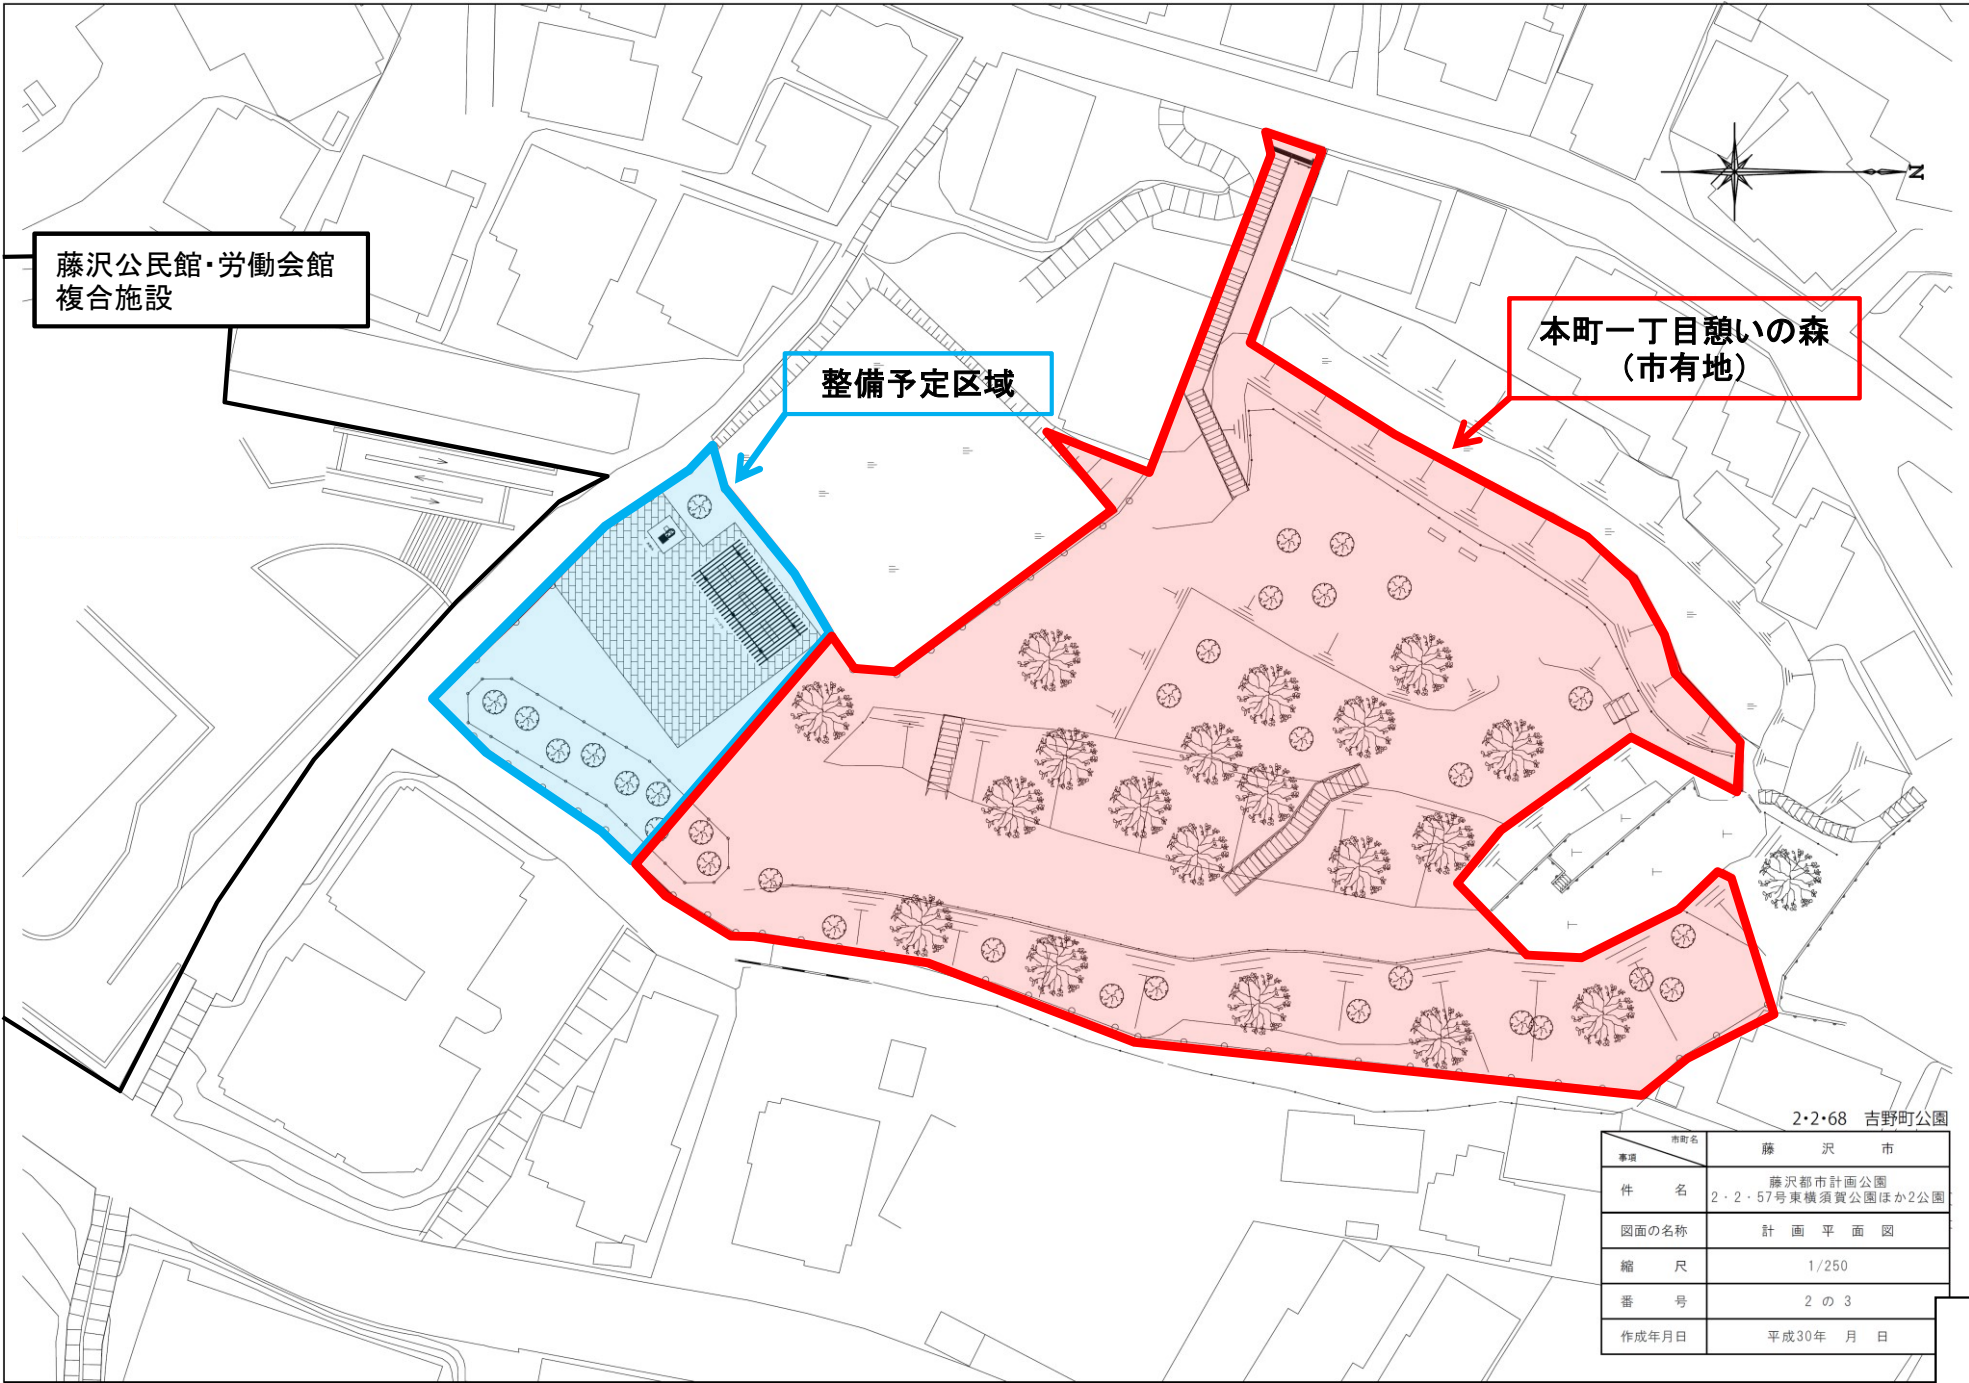 N
藤沢公民館・労働会館
複合施設
本町一丁目憩いの森
（市有地）
整備予定区域
2・2・68　吉野町公園
市町名
事項
藤　沢　市
件　名
藤沢都市計画公園
2・2・57号東横須賀公園ほか2公園
図面の名称
計　画　平　面　図
縮　尺
1/250
番　号
2 の 3
作成年月日
平成30年　月　日